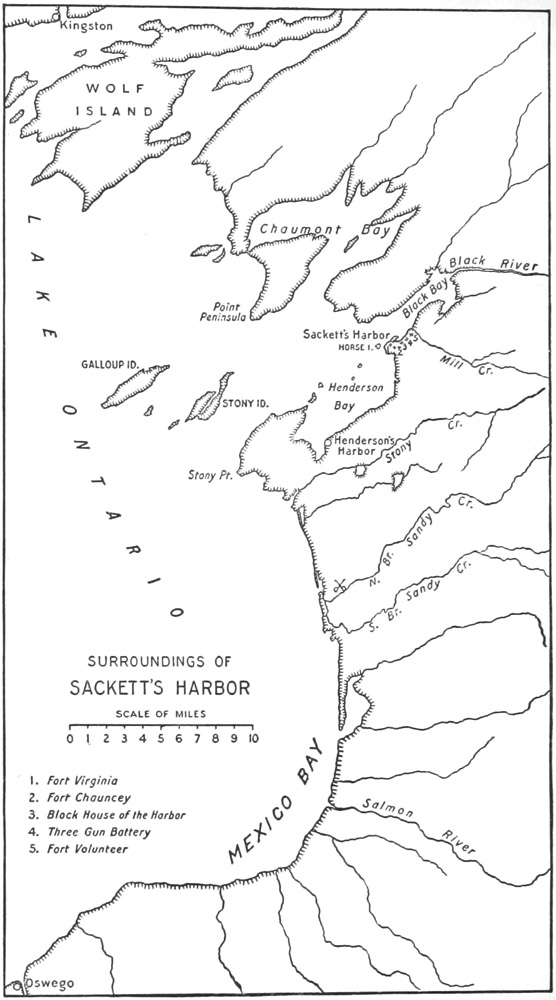 Kingston
WOLF
ISLAND
LAKE ONTARIO
Chaumont Bay
Black River
Black Bay
Point
Peninsula
Sackett's Harbor
HORSE I.
Mill Cr.
GALLOUP ID.
STONY ID.
Henderson
Bay
Henderson's
Harbor
Stony Cr.
Stony Pt.
N. Br. Sandy Cr.
S. Br. Sandy Cr.
SURROUNDINGS OF
SACKETT'S HARBOR
SCALE OF MILES
0 1 2 3 4 5 6 7 8 9 10
1. Fort Virginia
2. Fort Chauncey
3. Block House of the Harbor
4. Three Gun Battery
5. Fort Volunteer
MEXICO BAY
Salmon River
Oswego